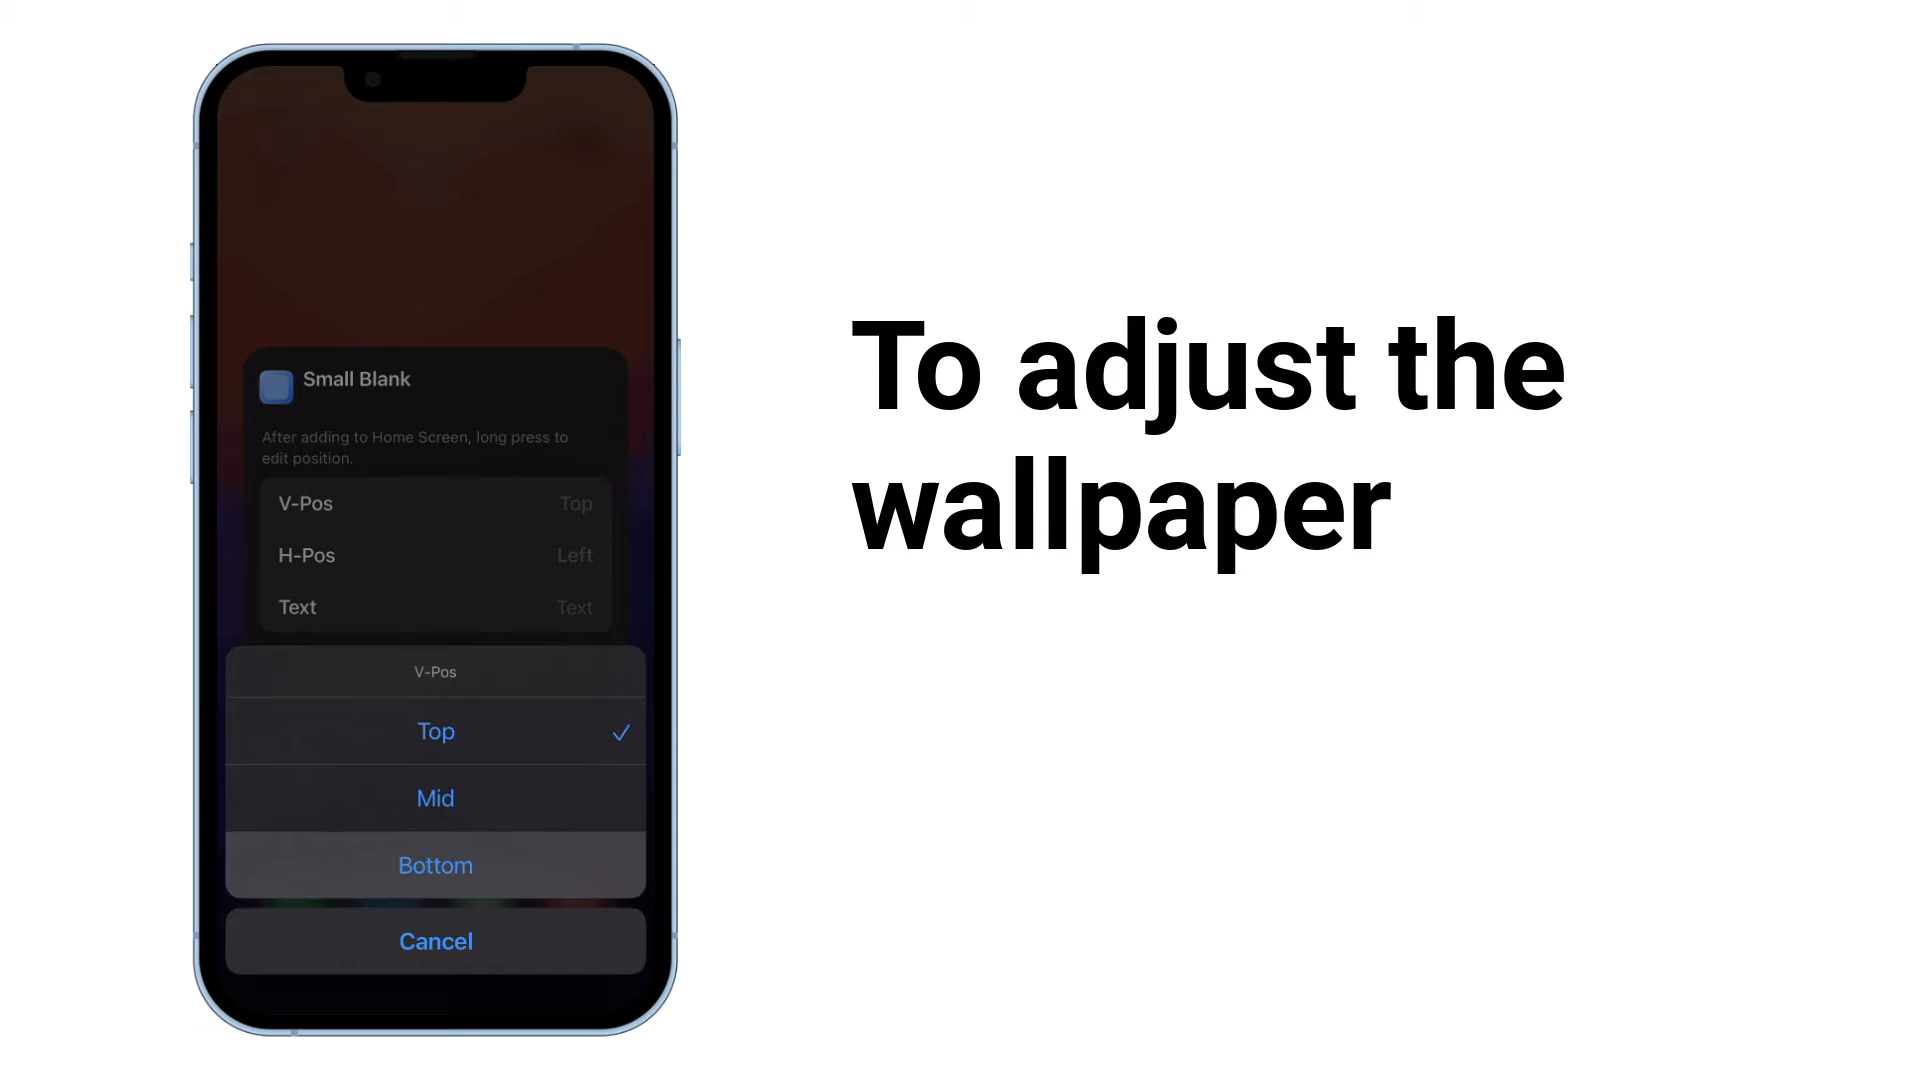 Small Blank
After adding to Home Screen, long press to
edit position.
V-Pos Top
H-Pos Left
Text Text
V-Pos
Top
Mid
Bottom
Cancel
To adjust the
wallpaper